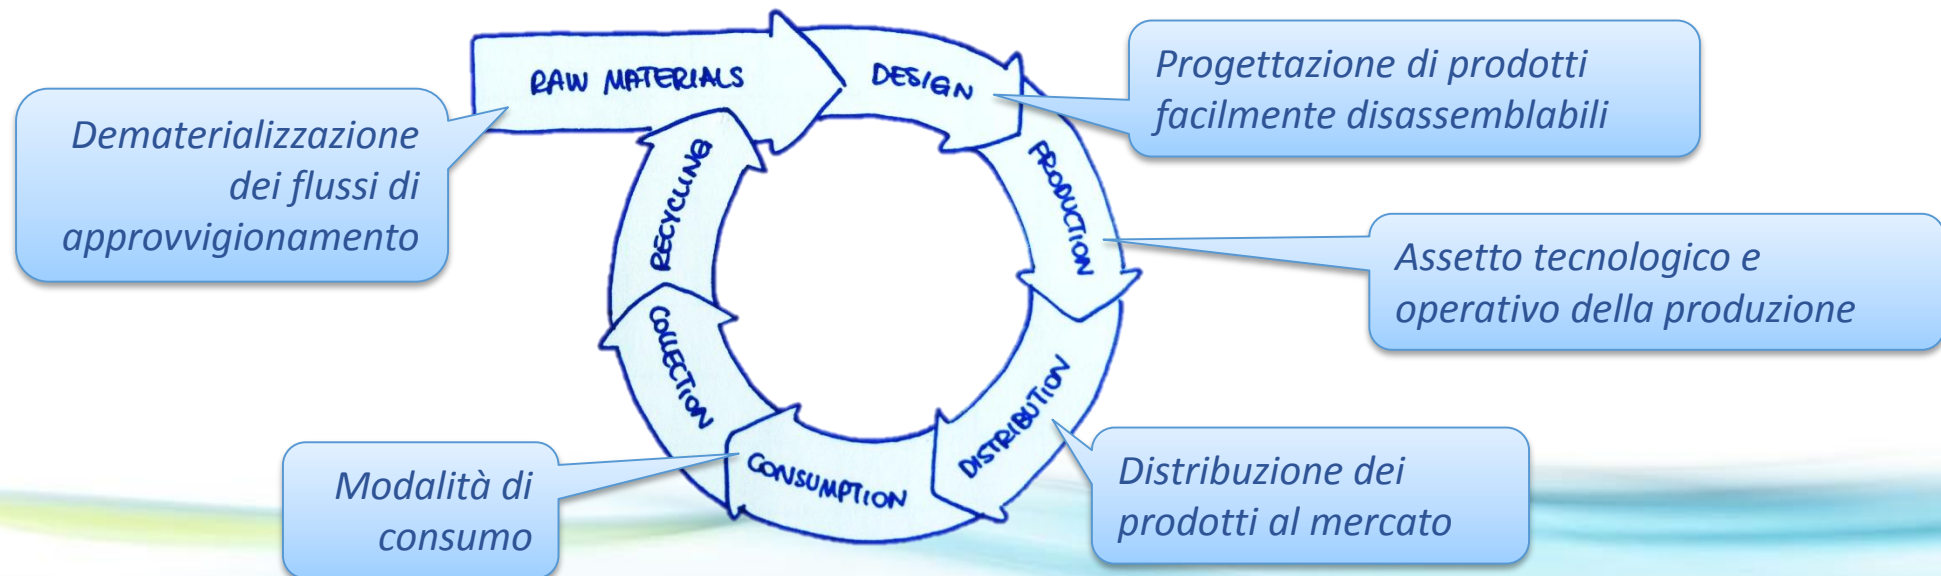 RAW MATERIALS
DESIGN
PRODUCTION
DISTRIBUTION
CONSUMPTION
COLLECTION
RECYCLING
Dematerializzazione
dei flussi di
approvvigionamento
Progettazione di prodotti
facilmente disassemblabili
Assetto tecnologico e
operativo della produzione
Distribuzione dei
prodotti al mercato
Modalità di
consumo